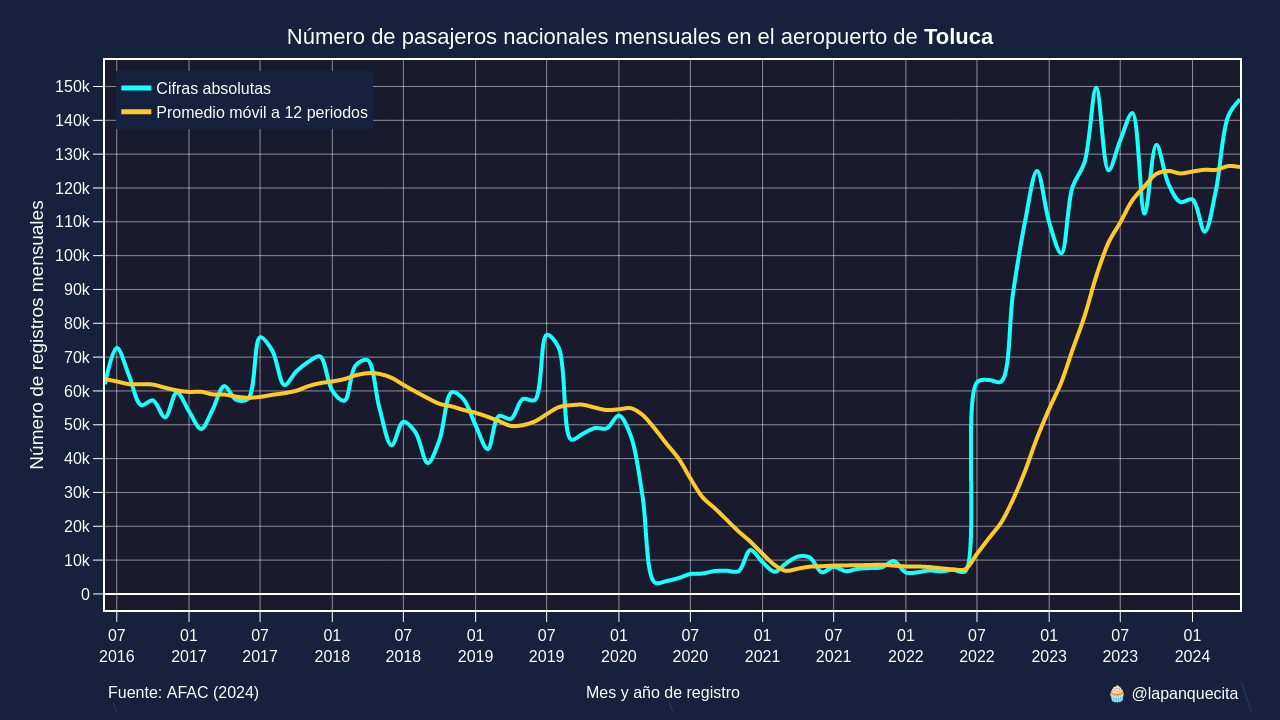 Número de pasajeros nacionales mensuales en el aeropuerto de Toluca
Cifras absolutas
Promedio móvil a 12 periodos
Número de registros mensuales
150k
140k
130k
120k
110k
100k
90k
80k
70k
60k
50k
40k
30k
20k
10k
0
07 01 07 01 07 01 07 01 07 01 07 01 07 01 07 01
2016 2017 2017 2018 2018 2019 2019 2020 2020 2021 2021 2022 2022 2023 2023 2024
Fuente: AFAC (2024)
Mes y año de registro
🧁 @lapanquecita